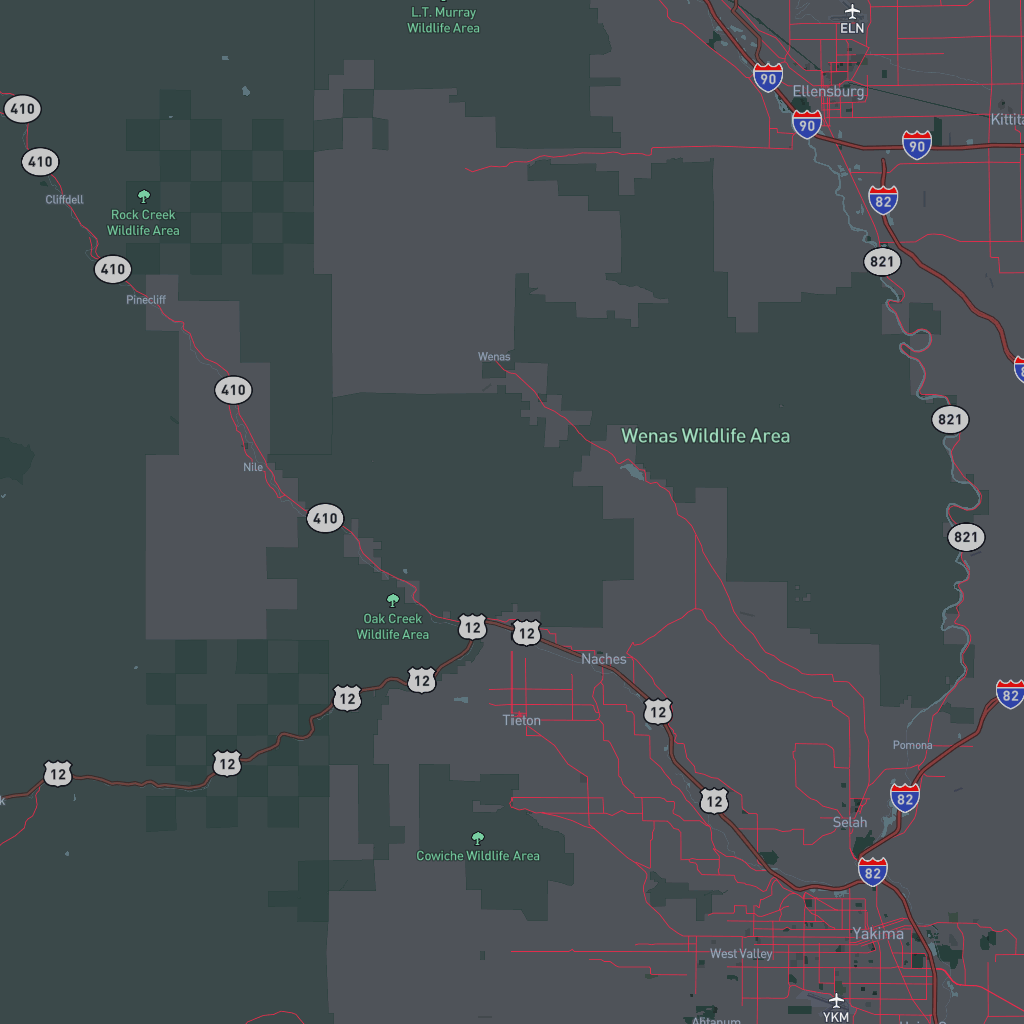 L.T. Murray
Wildlife Area
ELN
90
Ellensburg
410
90
90
410
82
Cliffdell
Rock Creek
Wildlife Area
821
410
Pinecliff
Wenas
410
821
Wenas Wildlife Area
Nile
410
821
Oak Creek
Wildlife Area
12
12
Naches
12
82
12
12
Tieton
Pomona
12
12
82
12
Selah
Cowiche Wildlife Area
82
Yakima
West Valley
YKM